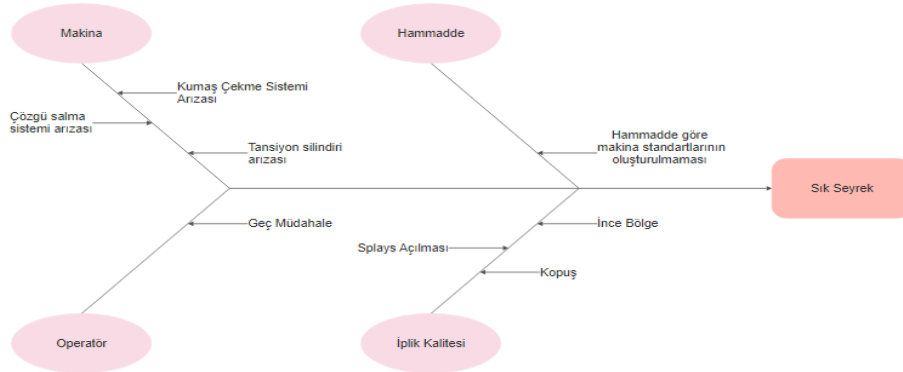 Makina
Hammadde
Kumaş Çekme Sistemi
Arızası
Çözgü salma
sistemi arızası
Tansiyon silindiri
arızası
Hammadde göre
makina standartlarının
oluşturulmaması
Sık Seyrek
Geç Müdahale
İnce Bölge
Splays Açılması
Kopuş
Operatör
İplik Kalitesi